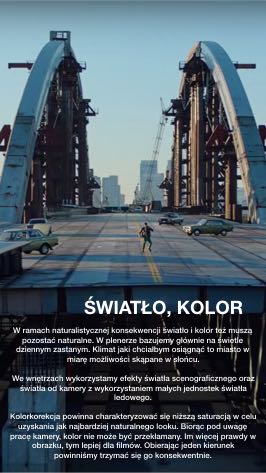 ŚWIATŁO, KOLOR
W ramach naturalistycznej konsekwencji światło i kolor też muszą
pozostać naturalne. W plenerze bazujemy głównie na świetle
dziennym zastanym. Klimat jaki chciałbym osiągnąć to miasto w
miarę możliwości skąpane w słońcu.
We wnętrzach wykorzystamy efekty światła scenograficznego oraz
światła od kamery z wykorzystaniem małych jednostek światła
ledowego.
Kolorkorekcja powinna charakteryzować się niższą saturacją w celu
uzyskania jak najbardziej naturalnego looku. Biorąc pod uwagę
pracę kamery, kolor nie może być przekłamany. Im więcej prawdy w
obrazku, tym lepiej dla filmów. Obierając jeden kierunek
powinniśmy trzymać się go konsekwentnie.